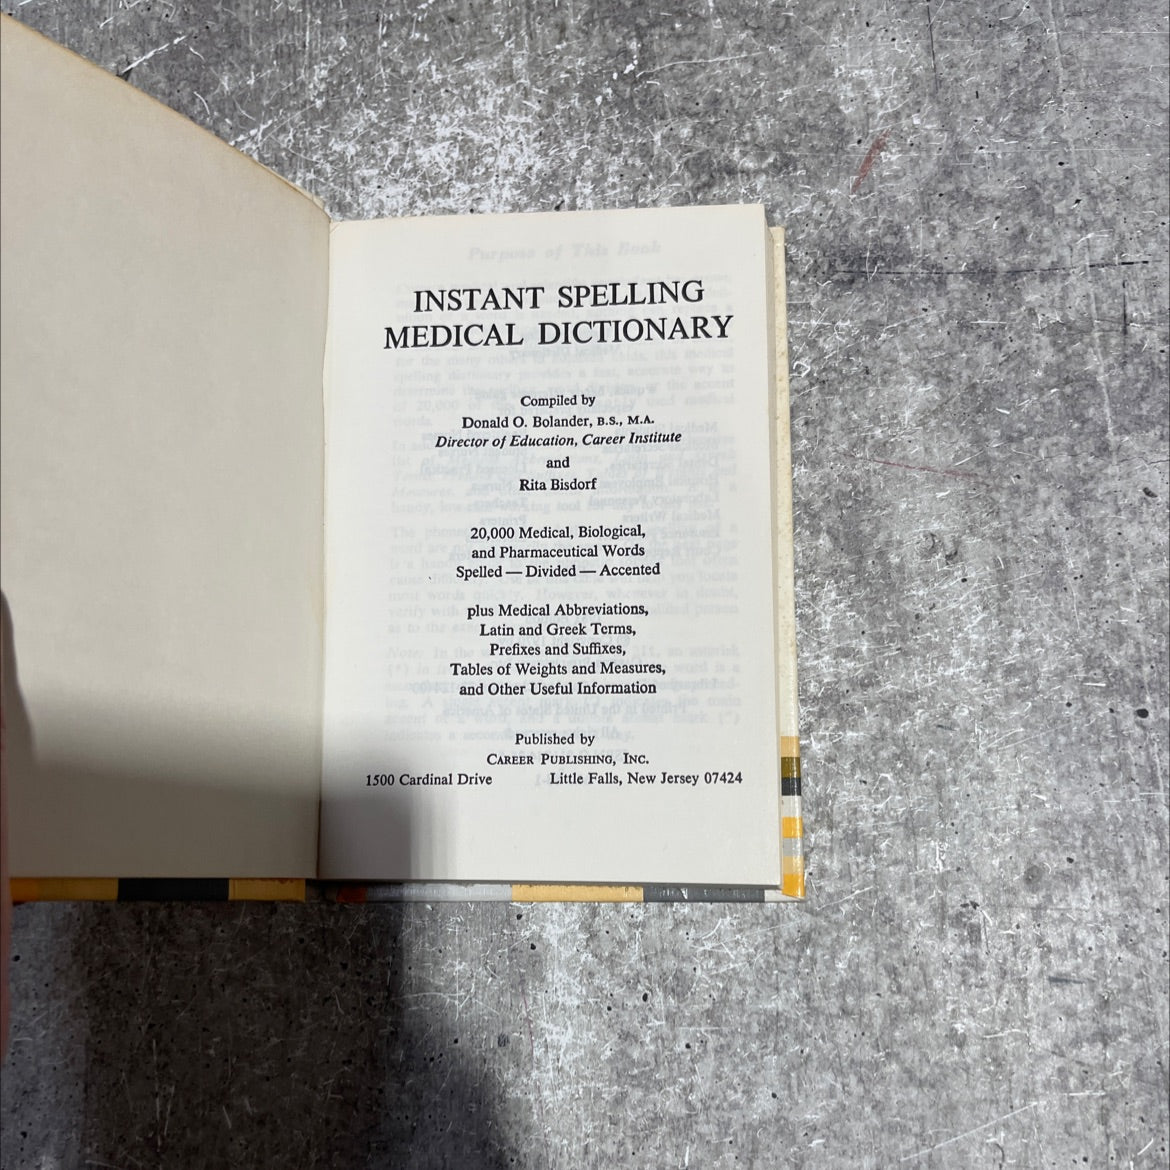 INSTANT SPELLING
MEDICAL DICTIONARY
Compiled by
Donald O. Bolander, B.S., M.A.
Director of Education, Career Institute
and
Rita Bisdorf
20,000 Medical, Biological,
and Pharmaceutical Words
Spelled — Divided — Accented
plus Medical Abbreviations,
Latin and Greek Terms,
Prefixes and Suffixes,
Tables of Weights and Measures,
and Other Useful Information
Published by
CAREER PUBLISHING, INC.
1500 Cardinal Drive Little Falls, New Jersey 07424